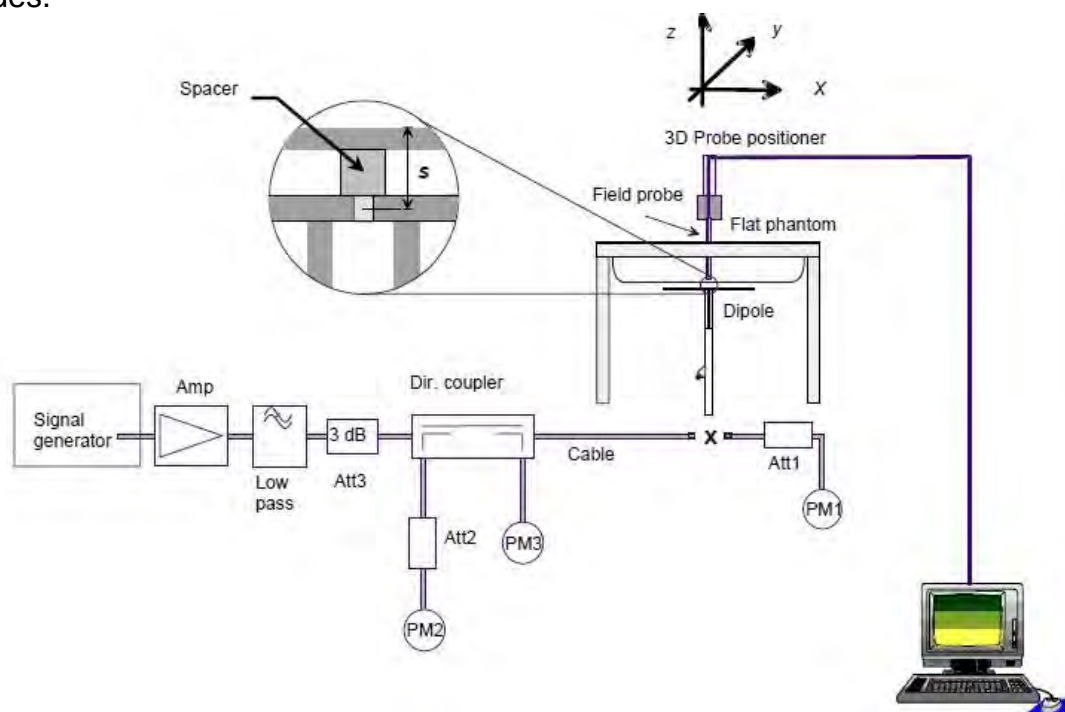 z
y
X
Spacer
s
3D Probe positioner
Field probe
Flat phantom
Dipole
Amp
Dir. coupler
Signal
generator
3 dB
Low
pass
Att3
Cable
x
Att1
PM1
Att2
PM3
PM2